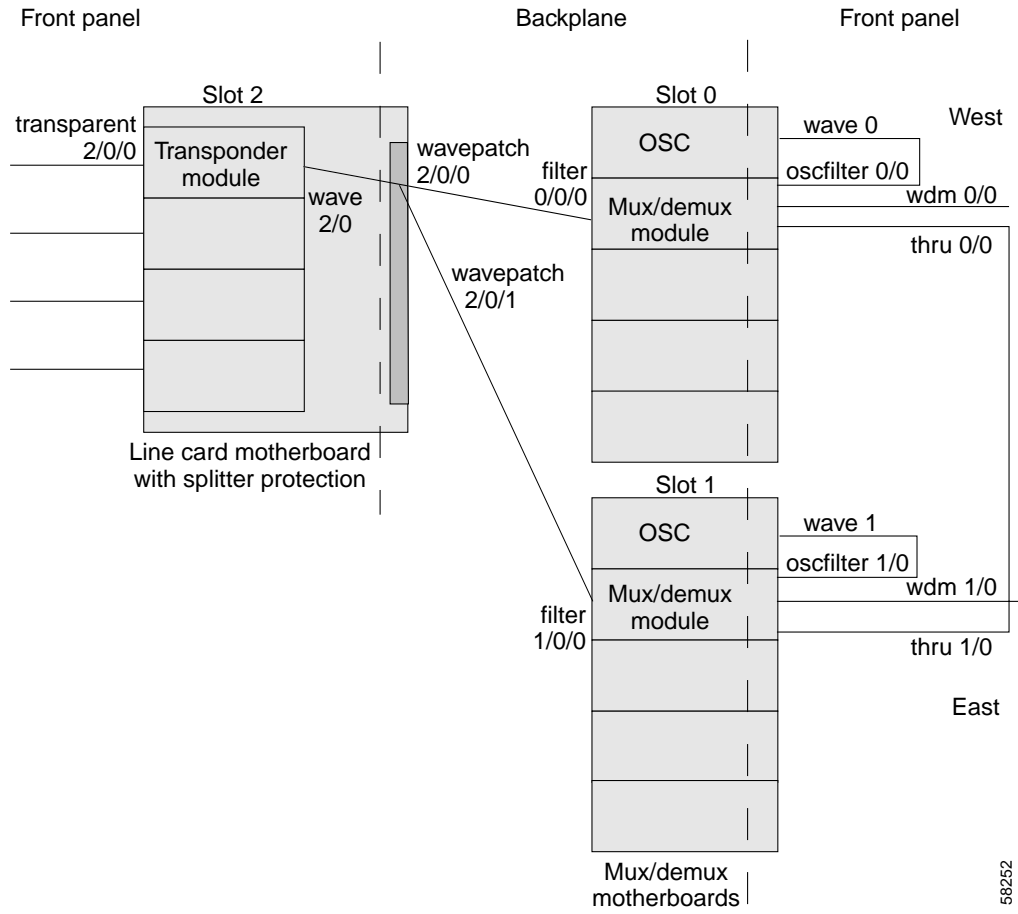 Front panel
Backplane
Front panel
Slot 2
Slot 0
transparent
2/0/0
Transponder
module
wave
2/0
wavepatch
2/0/0
filter
0/0/0
OSC
wave 0
West
oscfilter 0/0
Mux/demux
module
wdm 0/0
thru 0/0
wavepatch
2/0/1
Line card motherboard
with splitter protection
Slot 1
OSC
wave 1
oscfilter 1/0
filter
1/0/0
Mux/demux
module
wdm 1/0
thru 1/0
East
Mux/demux
motherboards
58252